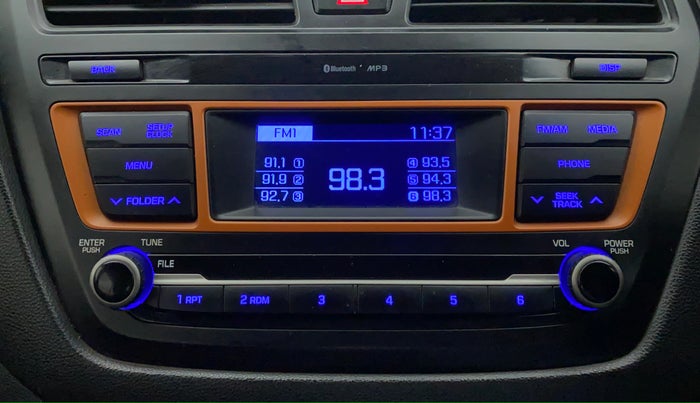 Bluetooth MP3
BACK
DISP
SCAN
SETUP CLOCK
FM1
11:37
FM/AM
MEDIA
MENU
91.1 1
91.9 2
92.7 3
98.3
4 93.5
5 94.3
6 98.3
PHONE
FOLDER
SEEK TRACK
ENTER PUSH
TUNE
FILE
VOL
POWER PUSH
1 RPT
2 RDM
3
4
5
6